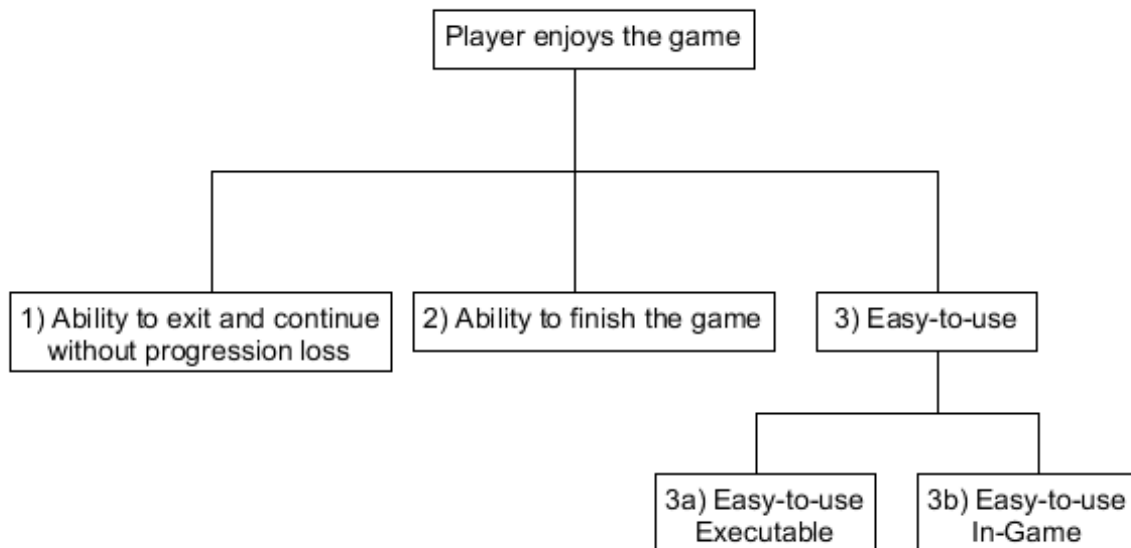 Player enjoys the game
1) Ability to exit and continue
without progression loss
2) Ability to finish the game
3) Easy-to-use
3a) Easy-to-use
Executable
3b) Easy-to-use
In-Game